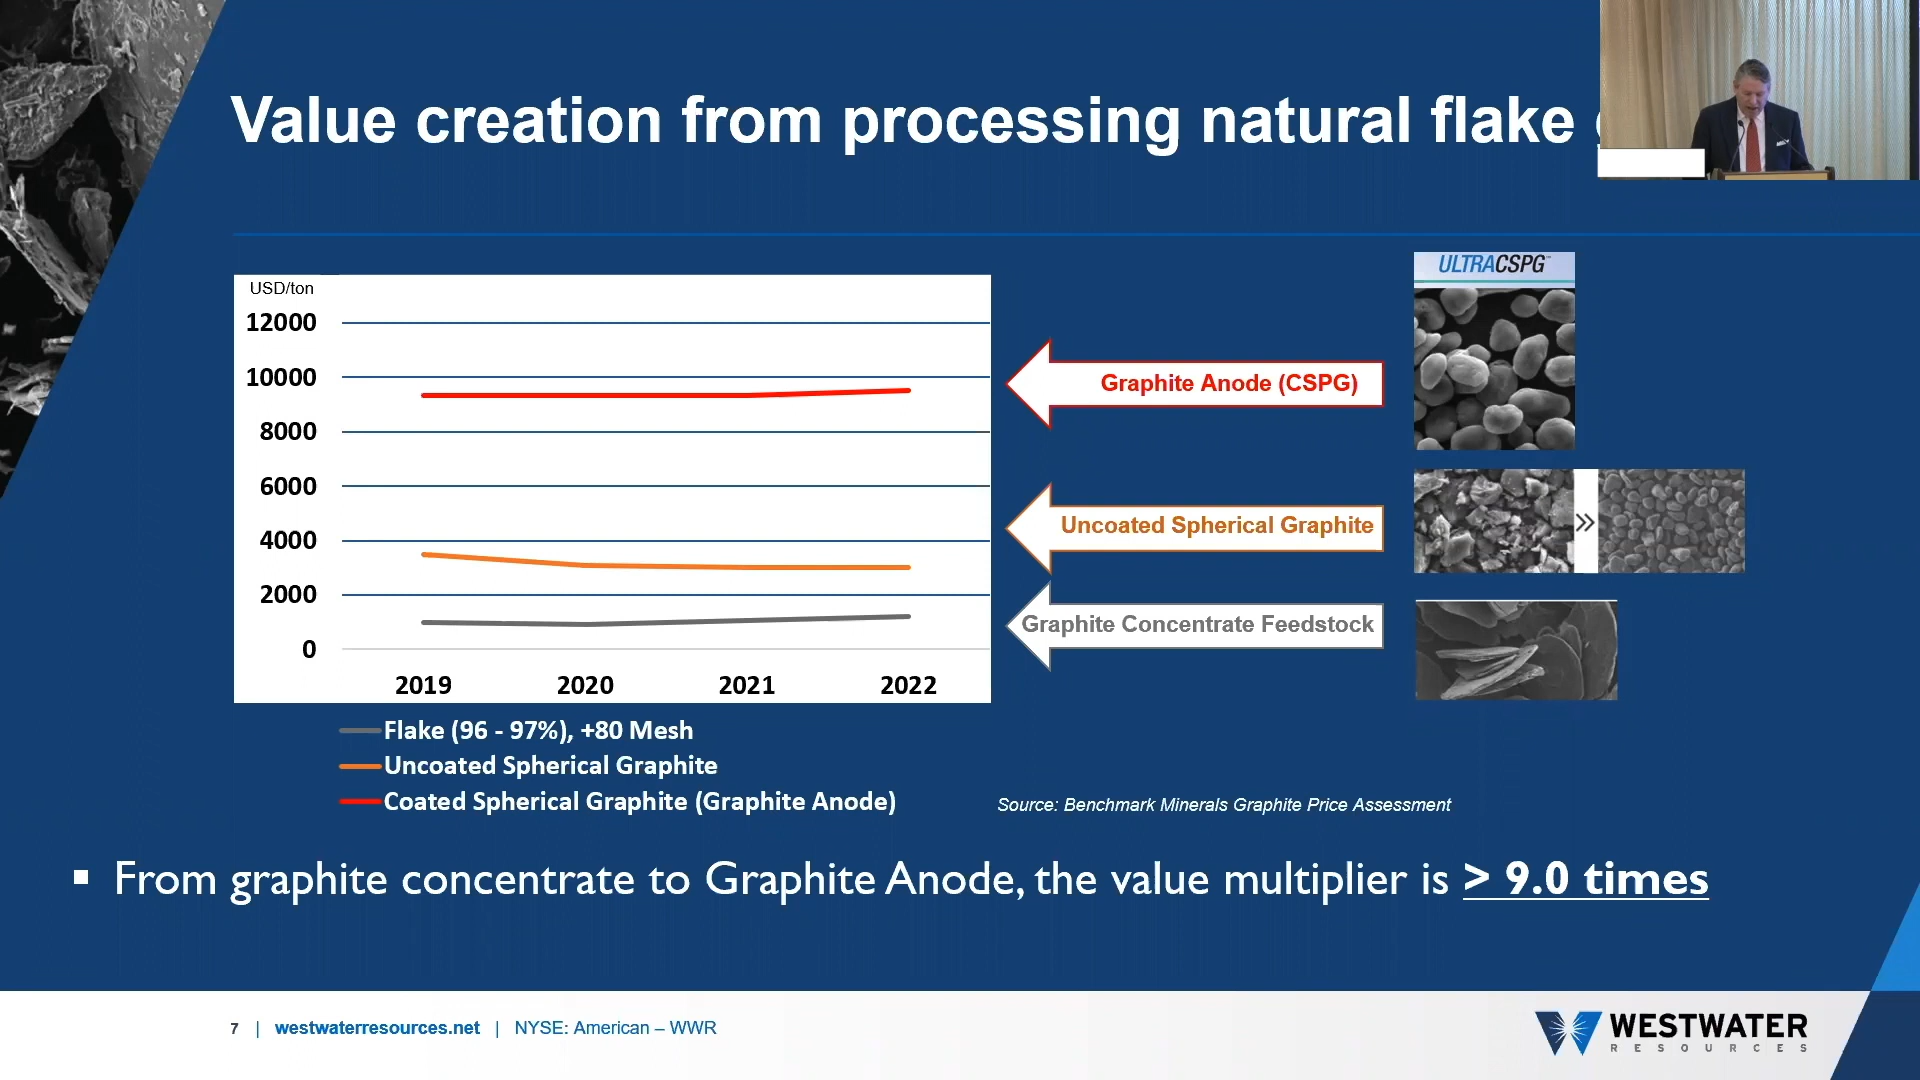 Value creation from processing natural flake
USD/ton
12000
10000
8000
6000
4000
2000
0
2019 2020 2021 2022
Flake (96 - 97%), +80 Mesh
Uncoated Spherical Graphite
Coated Spherical Graphite (Graphite Anode)
Graphite Anode (CSPG)
Uncoated Spherical Graphite
Graphite Concentrate Feedstock
ULTRACSPG™
»
Source: Benchmark Minerals Graphite Price Assessment
▪ From graphite concentrate to Graphite Anode, the value multiplier is > 9.0 times
7 | westwaterresources.net | NYSE: American – WWR
WESTWATER
RESOURCES